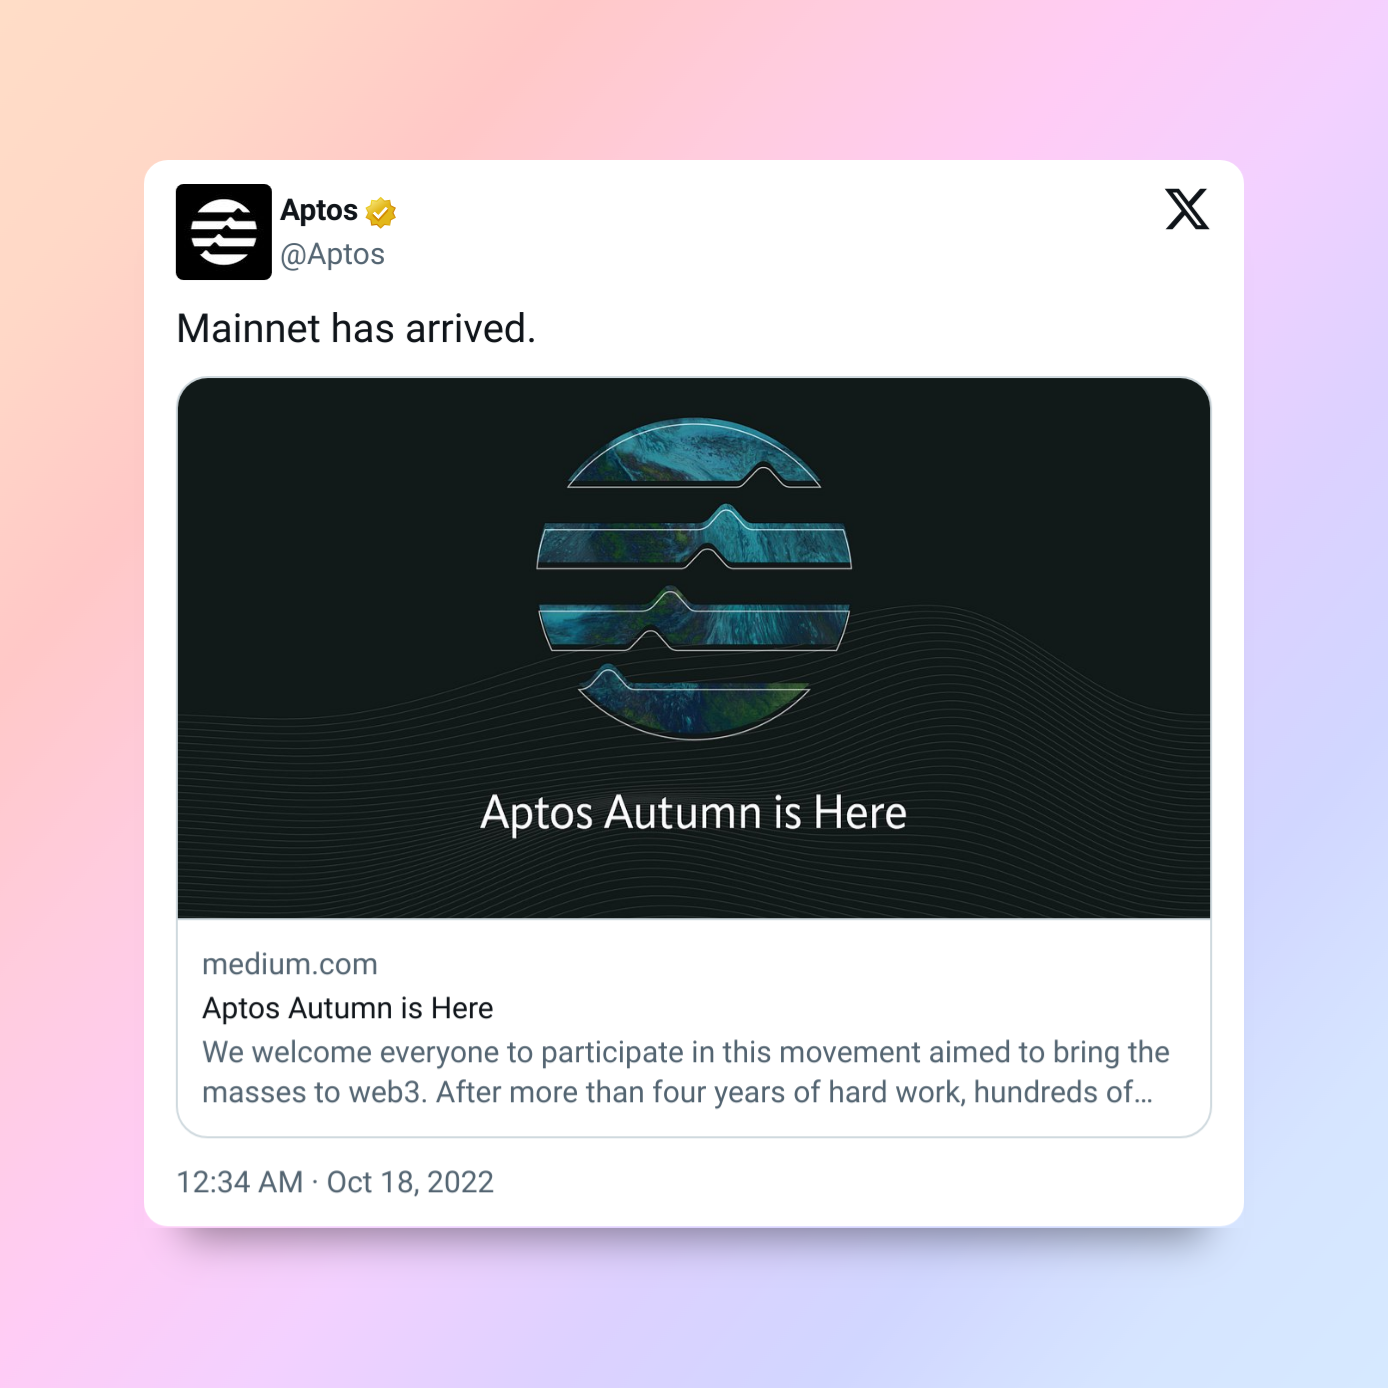 Aptos
@Aptos
Mainnet has arrived.
Aptos Autumn is Here
medium.com
Aptos Autumn is Here
We welcome everyone to participate in this movement aimed to bring the
masses to web3. After more than four years of hard work, hundreds of…
12:34 AM · Oct 18, 2022